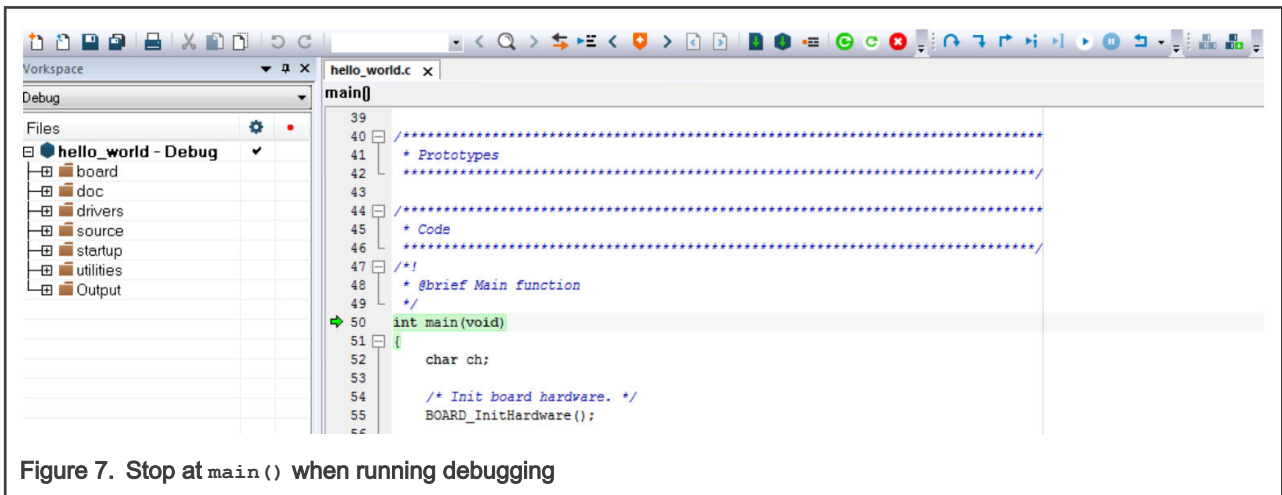 Workspace
hello_world.c
Debug
main()
Files
hello_world - Debug
board
doc
drivers
source
startup
utilities
Output
39
40 /*******************************************************************************
41 * Prototypes
42 ******************************************************************************/
43
44 /*******************************************************************************
45 * Code
46 ******************************************************************************/
47 /*!
48 * @brief Main function
49 */
50 int main(void)
51 {
52 char ch;
53
54 /* Init board hardware. */
55 BOARD_InitHardware();
56
Figure 7. Stop at main() when running debugging